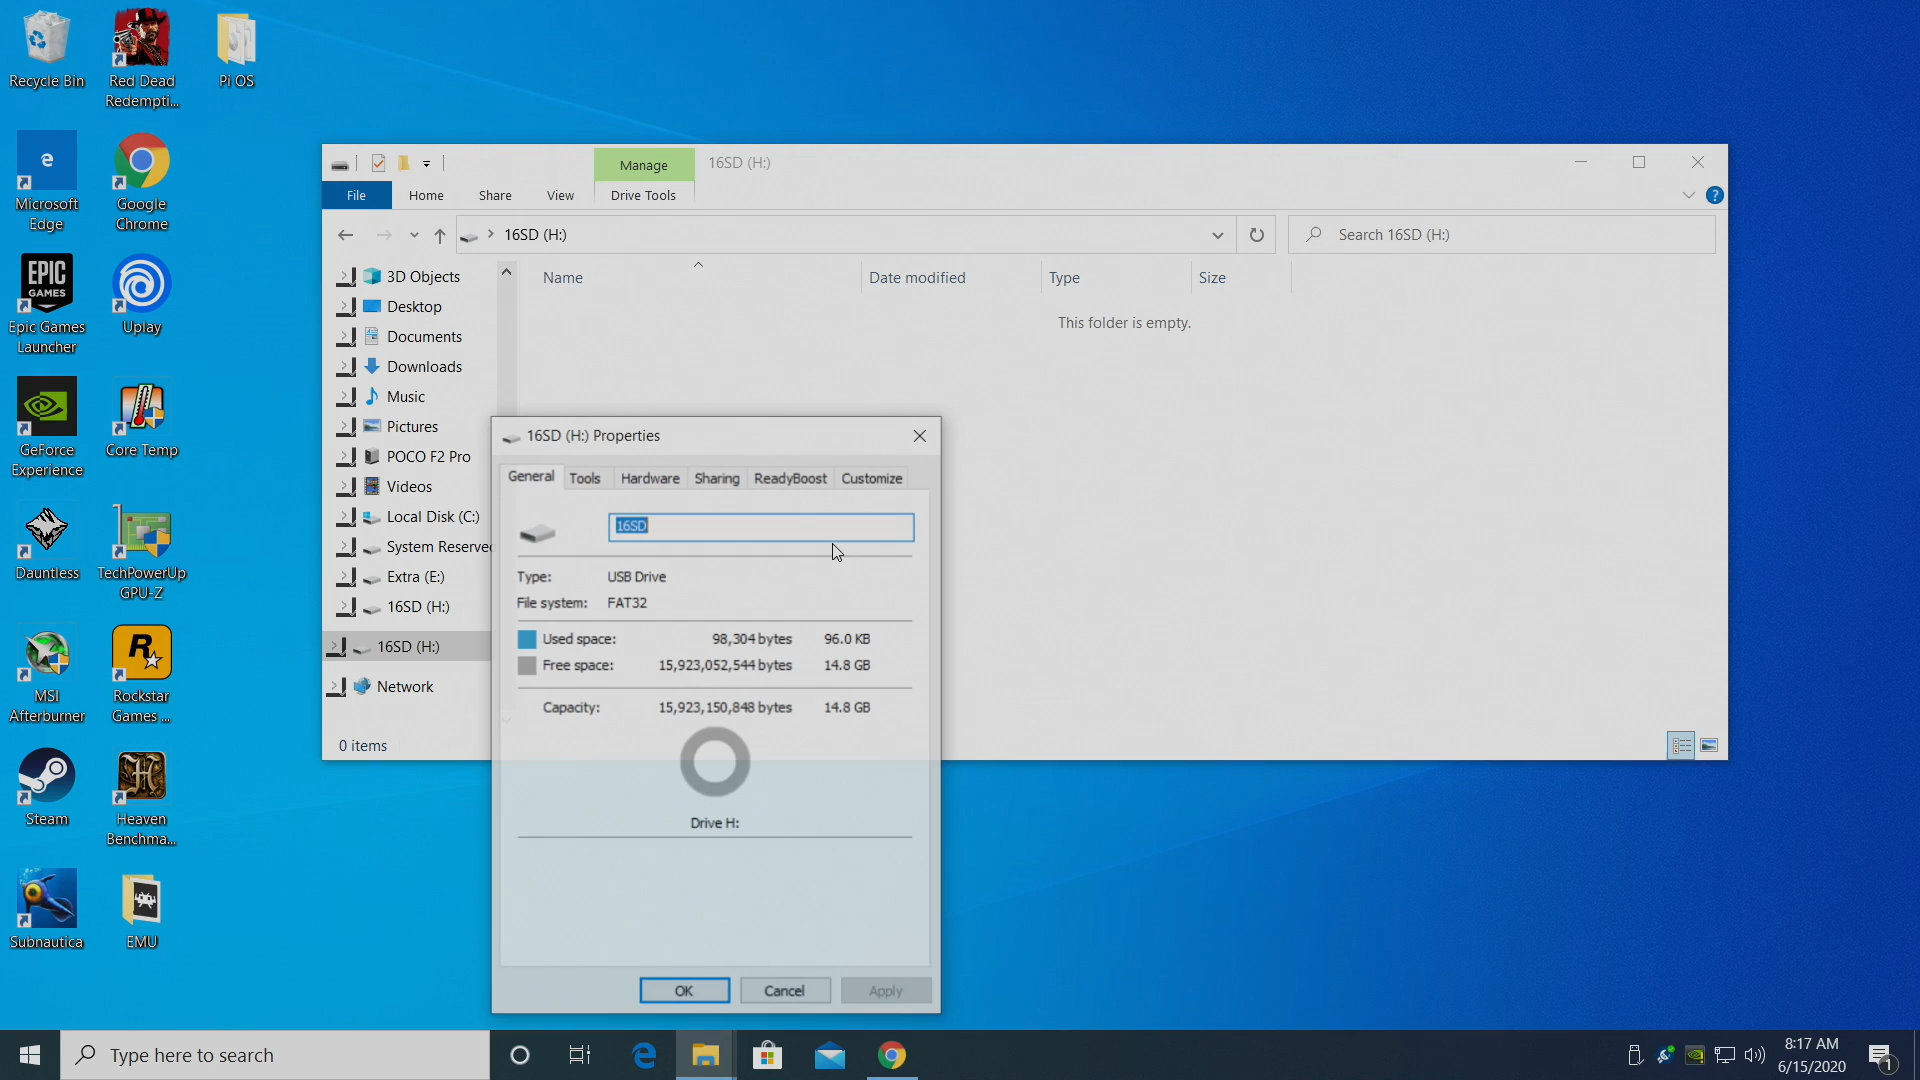 Recycle Bin
Red Dead
Redempti...
Pi OS
Microsoft
Edge
Google
Chrome
EPIC
GAMES
Epic Games
Launcher
Uplay
GeForce
Experience
Core Temp
Dauntless
TechPowerUp
GPU-Z
MSI
Afterburner
R
Rockstar
Games ...
Steam
Heaven
Benchma...
Subnautica
EMU
Manage
16SD (H:)
File
Home
Share
View
Drive Tools
?
16SD (H:)
Search 16SD (H:)
3D Objects
Desktop
Documents
Downloads
Music
Pictures
POCO F2 Pro
Videos
Local Disk (C:)
System Reserved
Extra (E:)
16SD (H:)
16SD (H:)
Network
0 items
Name
Date modified
Type
Size
This folder is empty.
16SD (H:) Properties
General
Tools
Hardware
Sharing
ReadyBoost
Customize
16SD
Type: USB Drive
File system: FAT32
Used space: 98,304 bytes 96.0 KB
Free space: 15,923,052,544 bytes 14.8 GB
Capacity: 15,923,150,848 bytes 14.8 GB
Drive H:
OK
Cancel
Apply
Type here to search
8:17 AM
6/15/2020
1